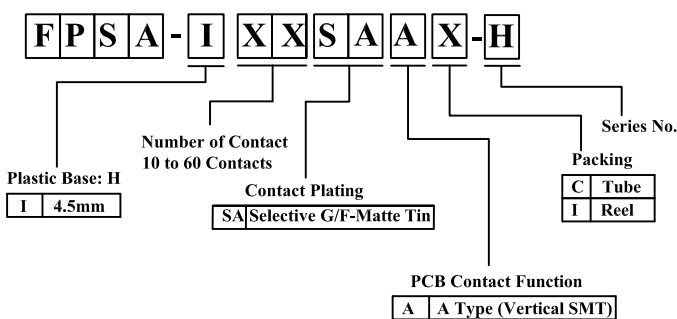 FPSA-IXXSAAX-H
Series No.
Number of Contact
10 to 60 Contacts
Packing
C Tube
I Reel
Plastic Base: H
I 4.5mm
Contact Plating
SA Selective G/F-Matte Tin
PCB Contact Function
A A Type (Vertical SMT)